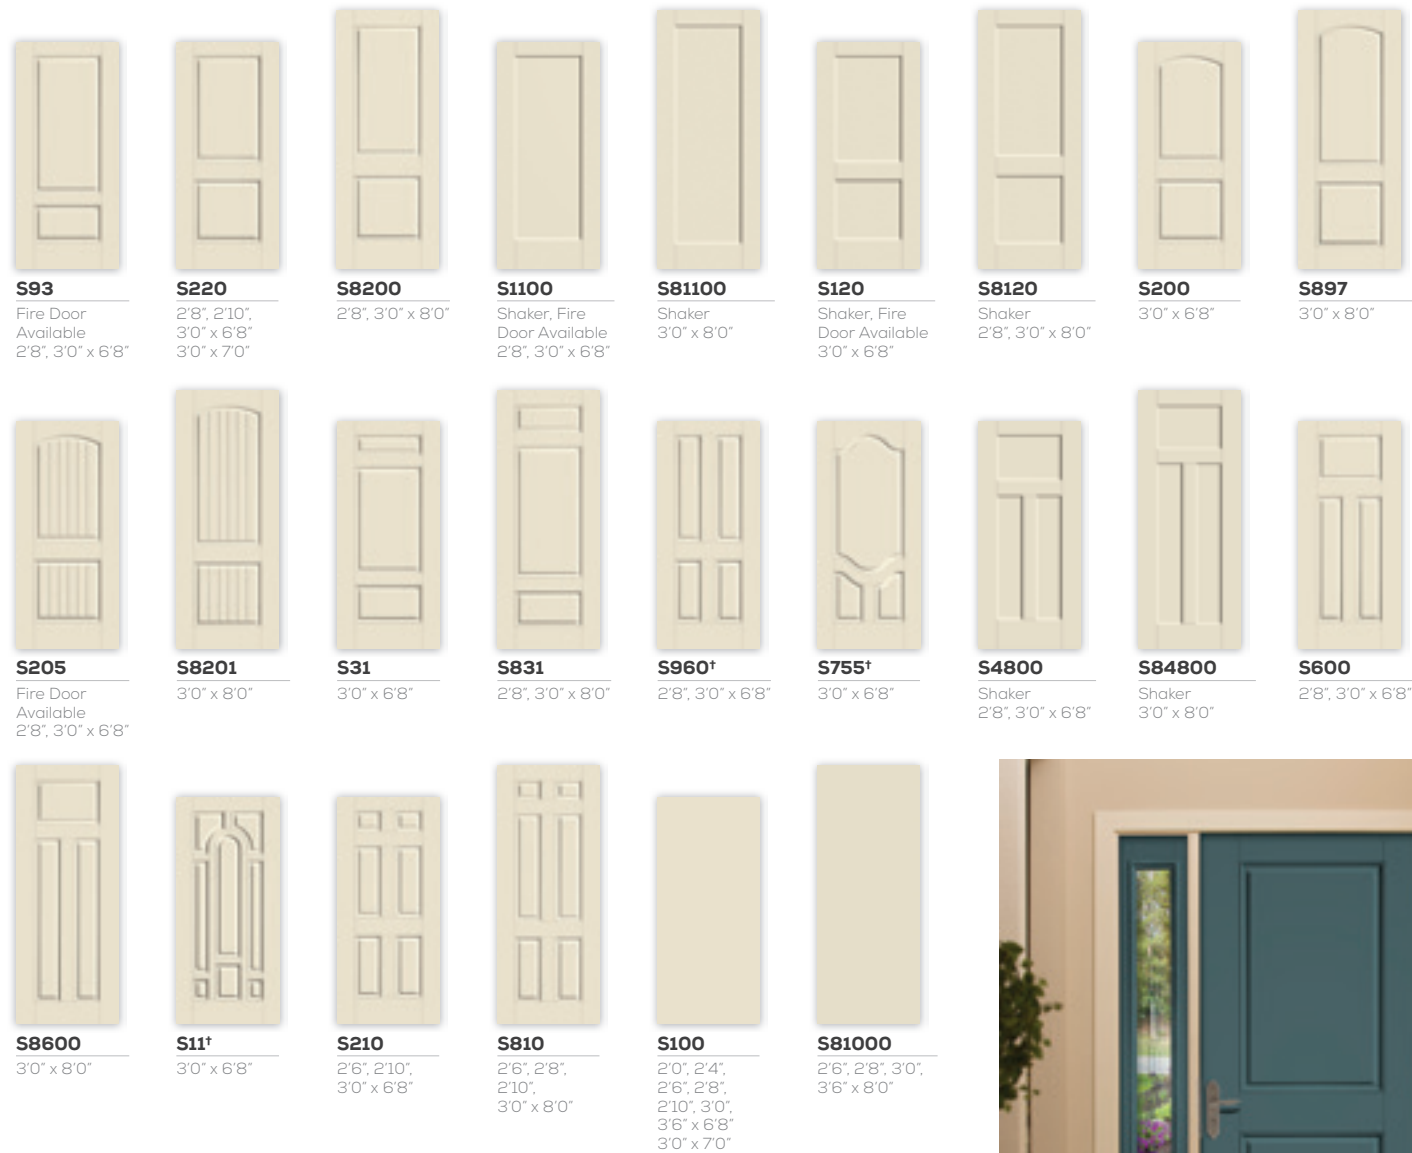 S93
Fire Door
Available
2'8", 3'0" x 6'8"
S220
2'8", 2'10",
3'0" x 6'8"
3'0" x 7'0"
S8200
2'8", 3'0" x 8'0"
S1100
Shaker, Fire
Door Available
2'8", 3'0" x 6'8"
S81100
Shaker
3'0" x 8'0"
S120
Shaker, Fire
Door Available
3'0" x 6'8"
S8120
Shaker
2'8", 3'0" x 8'0"
S200
3'0" x 6'8"
S897
3'0" x 8'0"
S205
Fire Door
Available
2'8", 3'0" x 6'8"
S8201
3'0" x 8'0"
S31
3'0" x 6'8"
S831
2'8", 3'0" x 8'0"
S960†
2'8", 3'0" x 6'8"
S755†
3'0" x 6'8"
S4800
Shaker
2'8", 3'0" x 6'8"
S84800
Shaker
3'0" x 8'0"
S600
2'8", 3'0" x 6'8"
S8600
3'0" x 8'0"
S11†
3'0" x 6'8"
S210
2'6", 2'10",
3'0" x 6'8"
S810
2'6", 2'8",
2'10",
3'0" x 8'0"
S100
2'0", 2'4",
2'6", 2'8",
2'10", 3'0",
3'6" x 6'8"
3'0" x 7'0"
S81000
2'6", 2'8", 3'0",
3'6" x 8'0"